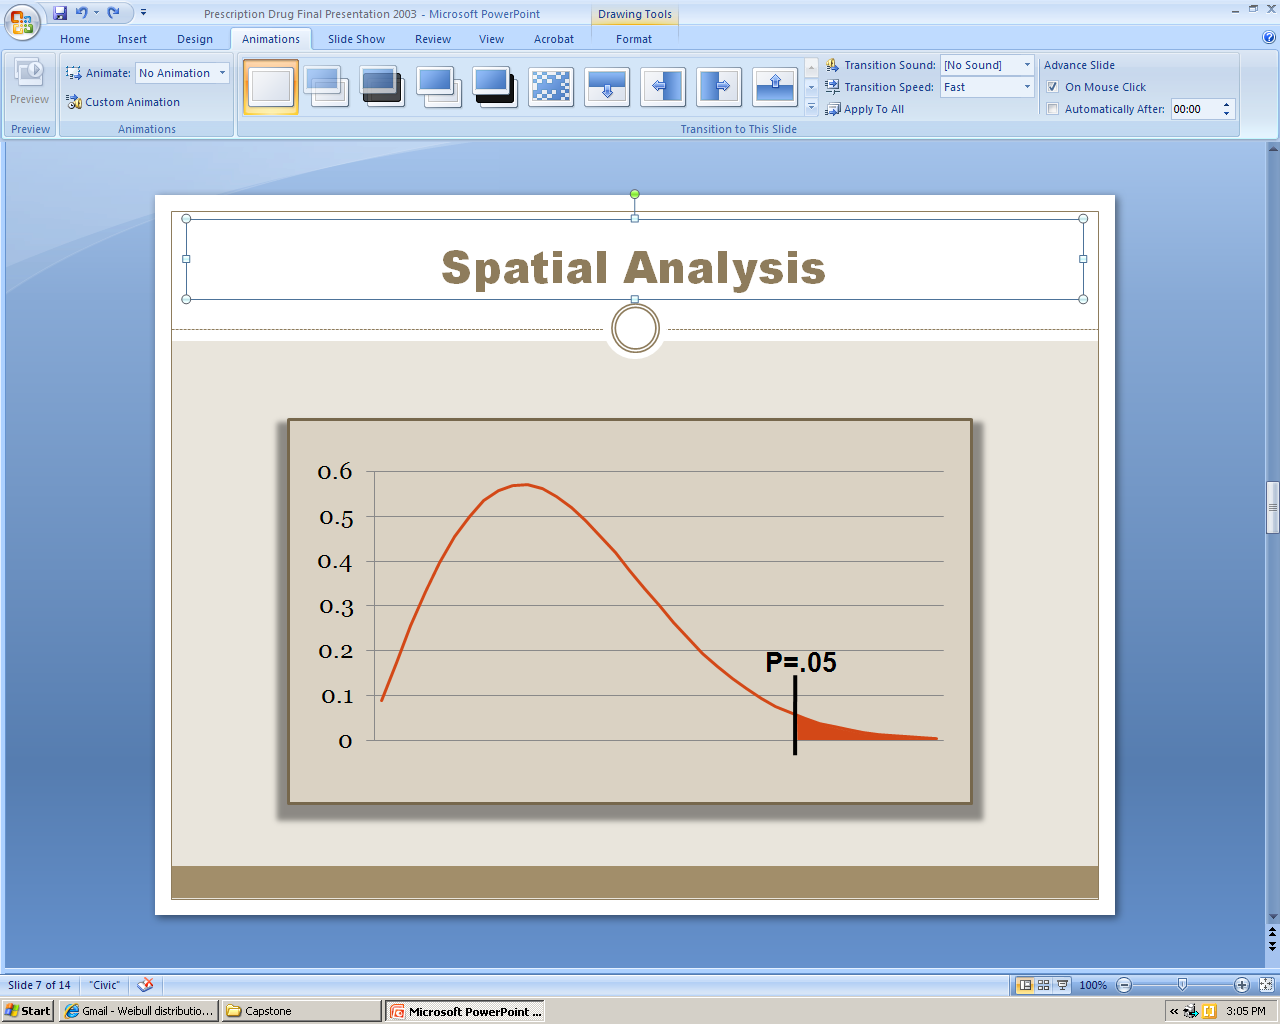 Prescription Drug Final Presentation 2003 - Microsoft PowerPoint
Drawing Tools
Home Insert Design Animations Slide Show Review View Acrobat Format
Preview
Animate: No Animation
Custom Animation
Transition Sound: [No Sound]
Transition Speed: Fast
Apply To All
Advance Slide
On Mouse Click
Automatically After: 00:00
Preview Animations Transition to This Slide
Spatial Analysis
0.6
0.5
0.4
0.3
0.2
P=.05
0.1
0
Slide 7 of 14 "Civic" 100%
Start Gmail - Weibull distributio... Capstone Microsoft PowerPoint ... 3:05 PM